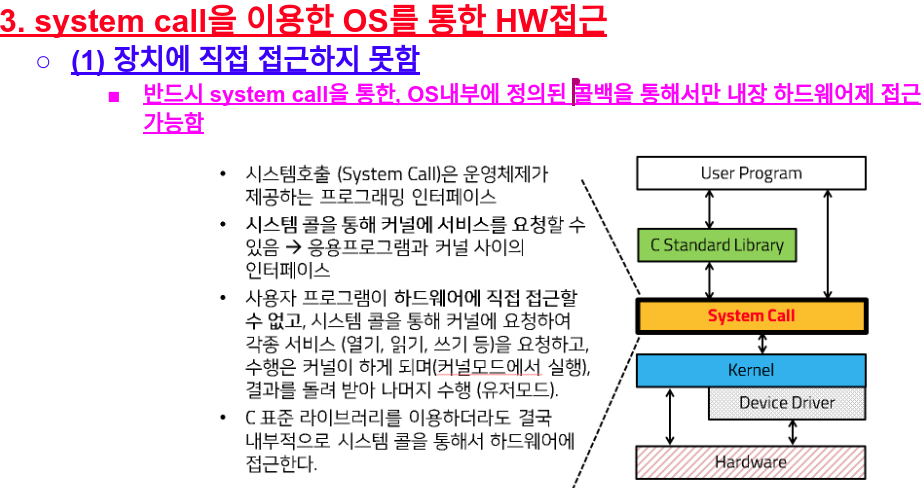 3. system call을 이용한 OS를 통한 HW접근
○ (1) 장치에 직접 접근하지 못함
■ 반드시 system call을 통한, OS내부에 정의된 콜백을 통해서만 내장 하드웨어제 접근
가능함
• 시스템호출 (System Call)은 운영체제가
제공하는 프로그래밍 인터페이스
• 시스템 콜을 통해 커널에 서비스를 요청할 수
있음 → 응용프로그램과 커널 사이의
인터페이스
• 사용자 프로그램이 하드웨어에 직접 접근할
수 없고, 시스템 콜을 통해 커널에 요청하여
각종 서비스 (열기, 읽기, 쓰기 등)을 요청하고,
수행은 커널이 하게 되며(커널모드에서 실행),
결과를 돌려 받아 나머지 수행 (유저모드).
• C 표준 라이브러리를 이용하더라도 결국
내부적으로 시스템 콜을 통해서 하드웨어에
접근한다.
User Program
C Standard Library
System Call
Kernel
Device Driver
Hardware